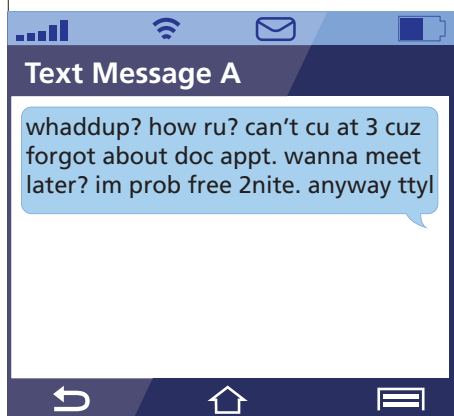 Text Message A
whaddup? how ru? can't cu at 3 cuz
forgot about doc appt. wanna meet
later? im prob free 2nite. anyway ttyl